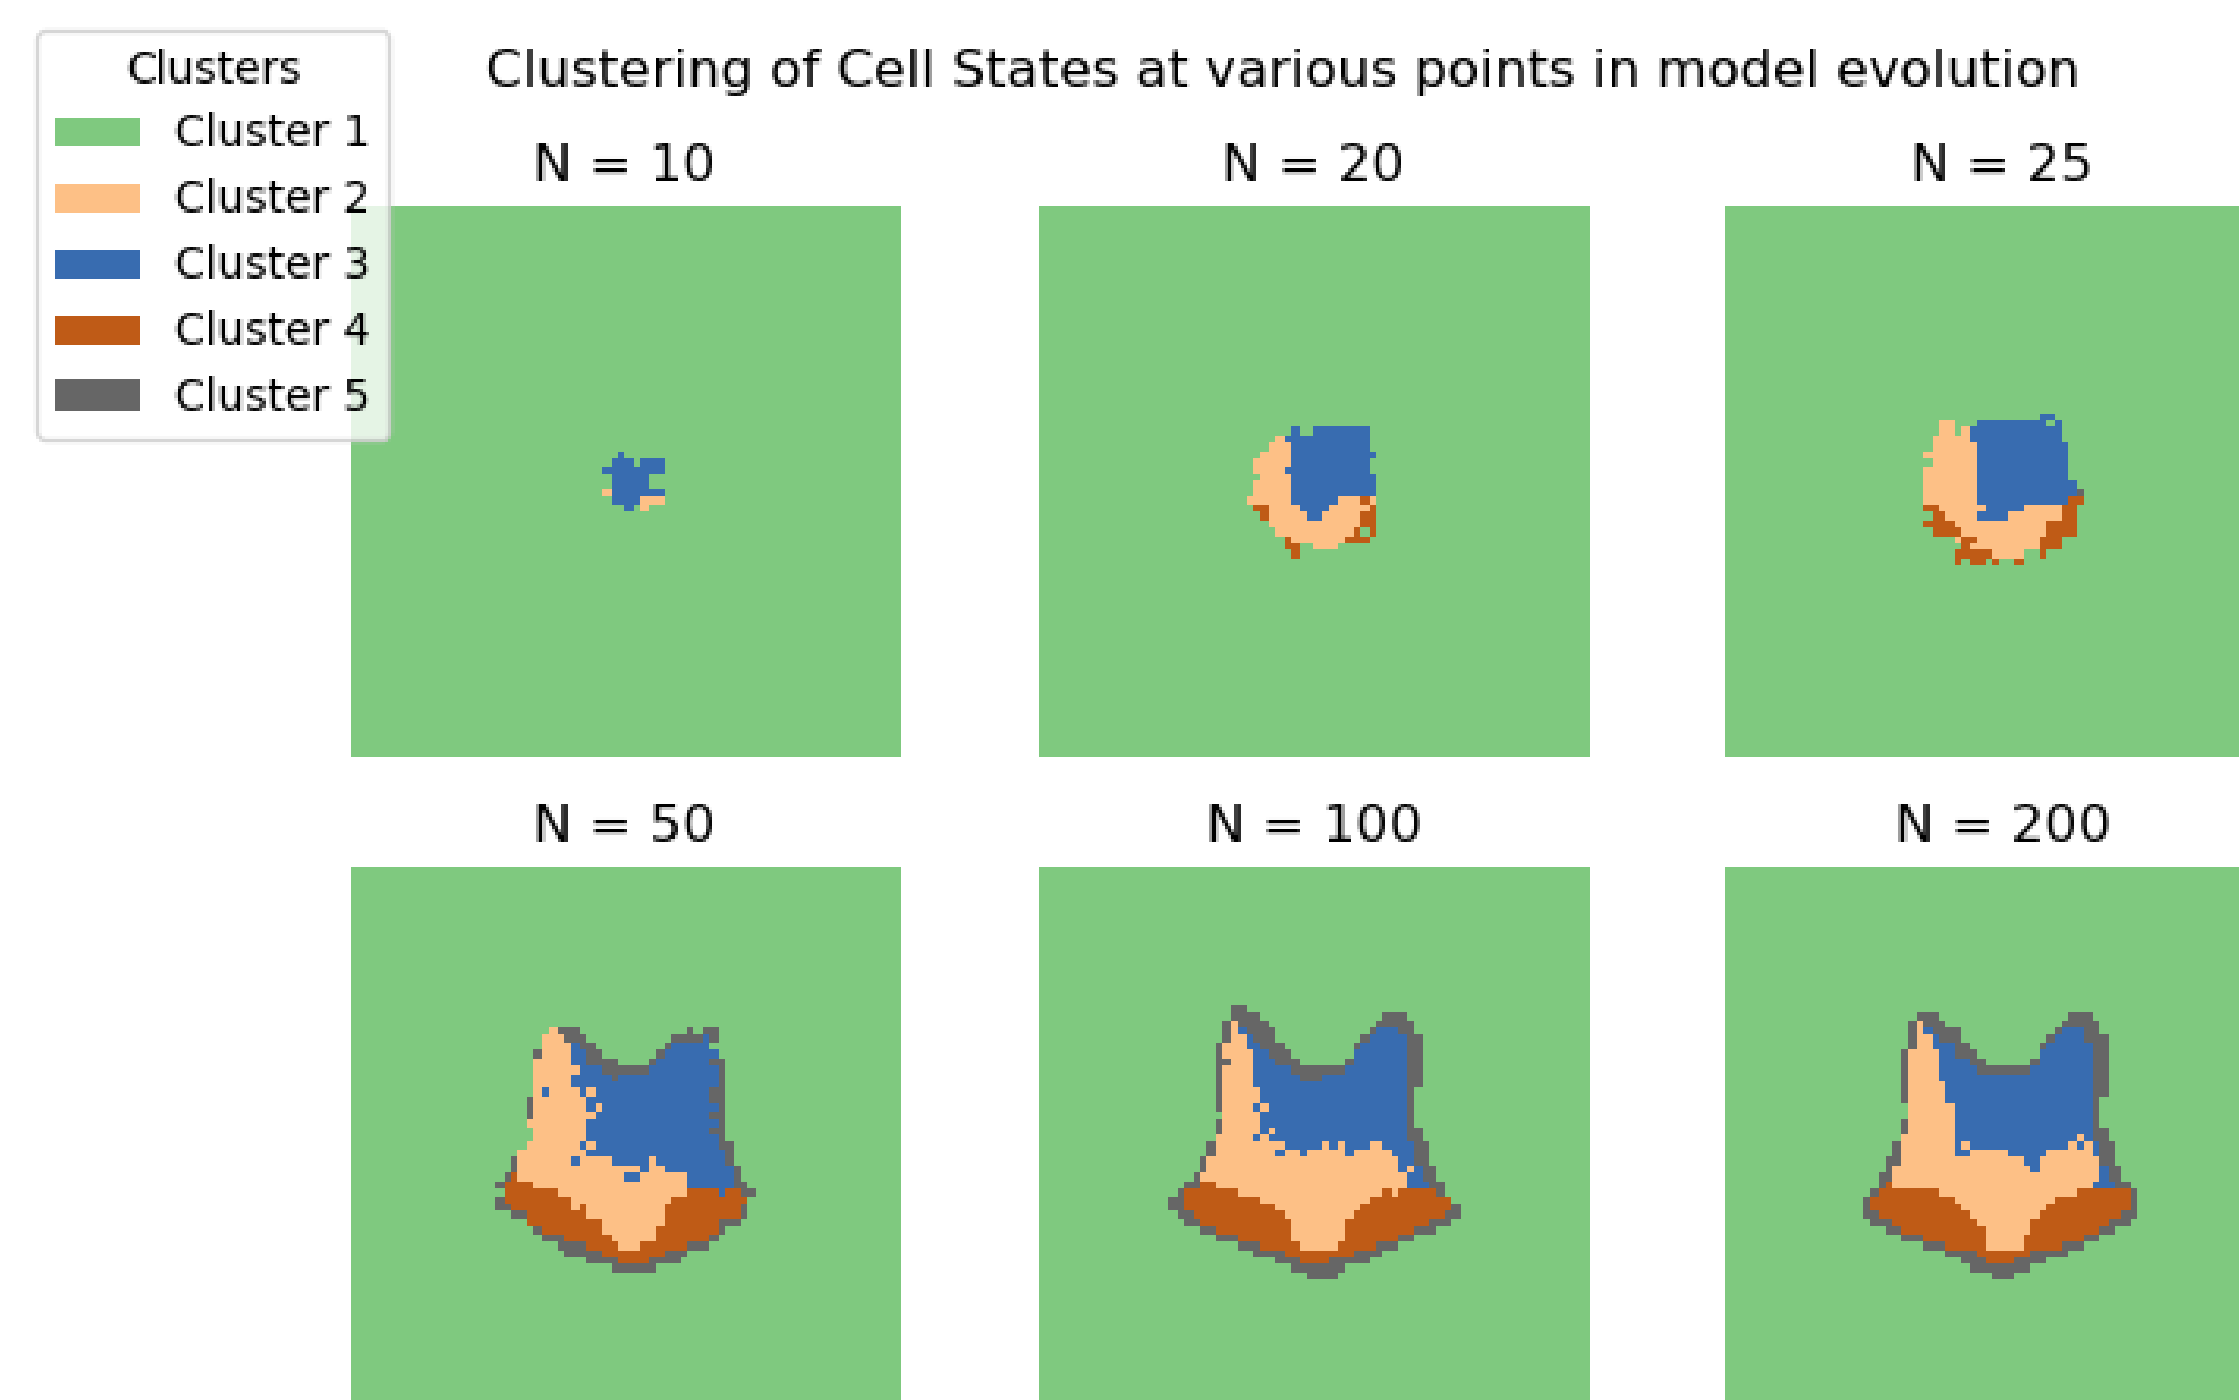 Clustering of Cell States at various points in model evolution
Clusters
Cluster 1
Cluster 2
Cluster 3
Cluster 4
Cluster 5
N = 10
N = 20
N = 25
N = 50
N = 100
N = 200